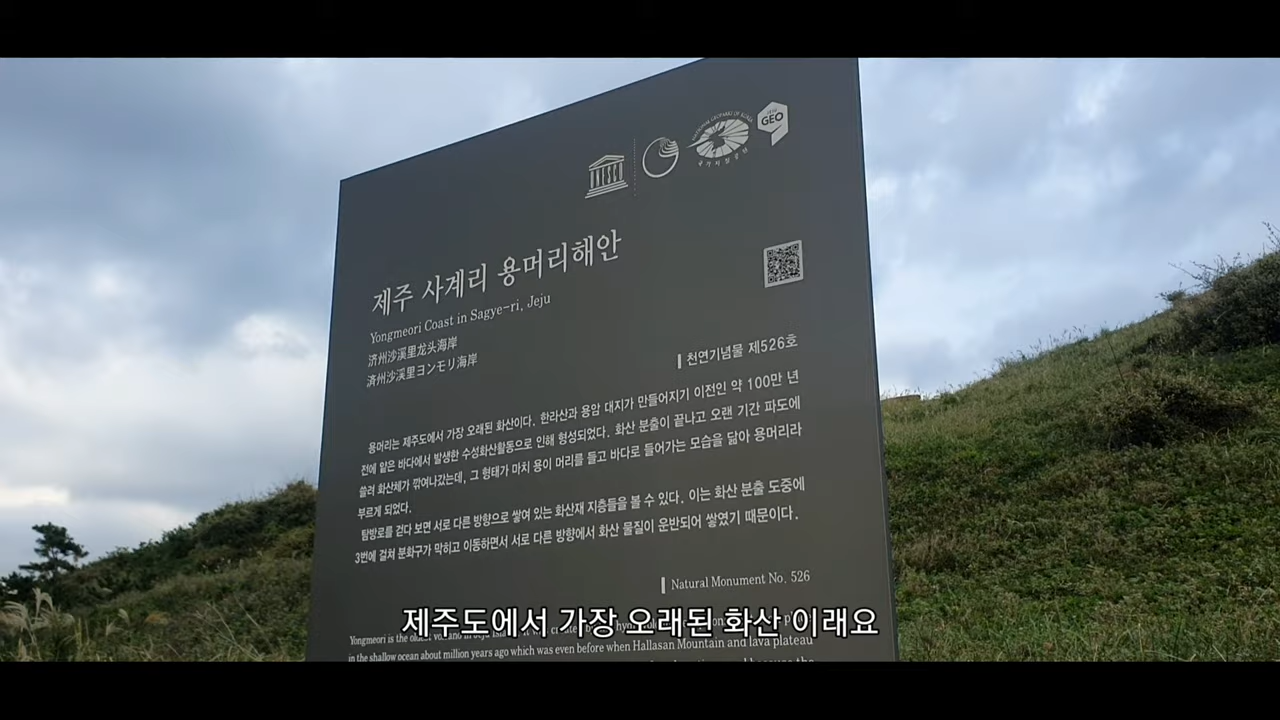 GEO
제주 사계리 용머리해안
Yongmeori Coast in Sagye-ri, Jeju
济州沙溪里龙头海岸
済州沙溪里ヨンモリ海岸
천연기념물 제526호
용머리는 제주도에서 가장 오래된 화산이다. 한라산과 용암 대지가 만들어지기 이전인 약 100만 년
전에 얕은 바다에서 발생한 수성화산활동으로 인해 형성되었다. 화산 분출이 끝나고 오랜 기간 파도에
쓸려 화산체가 깎여나갔는데, 그 형태가 마치 용이 머리를 들고 바다로 들어가는 모습을 닮아 용머리라
부르게 되었다.
탐방로를 걷다 보면 서로 다른 방향으로 쌓여 있는 화산재 지층들을 볼 수 있다. 이는 화산 분출 도중에
3번에 걸쳐 분화구가 막히고 이동하면서 서로 다른 방향에서 화산 물질이 운반되어 쌓였기 때문이다.
Natural Monument No. 526
제주도에서 가장 오래된 화산 이래요
Yongmeori is the oldest
in the shallow ocean about million years ago which was even before when Hallasan Mountain and lava plateau
because the